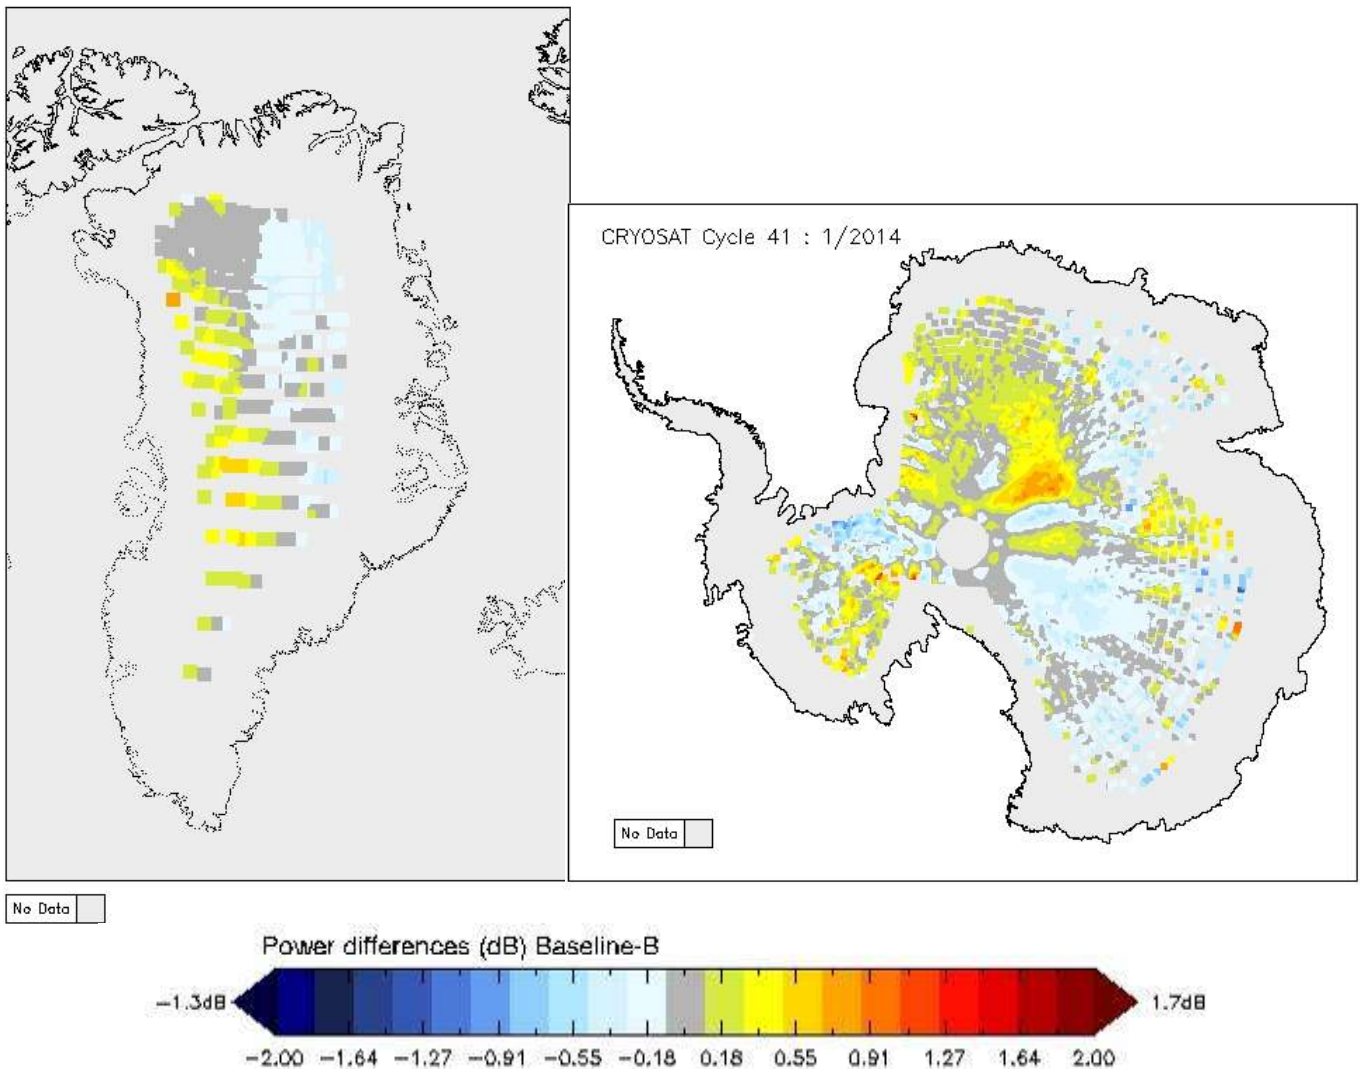 CRYOSAT Cycle 41 : 1/2014
No Data
No Data
Power differences (dB) Baseline-B
−1.3dB 1.7dB
−2.00 −1.64 −1.27 −0.91 −0.55 −0.18 0.18 0.55 0.91 1.27 1.64 2.00